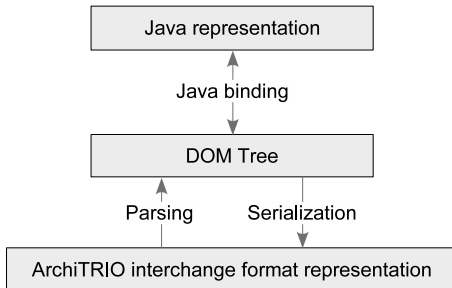 Java representation
Java binding
DOM Tree
Parsing
Serialization
ArchiTRIO interchange format representation